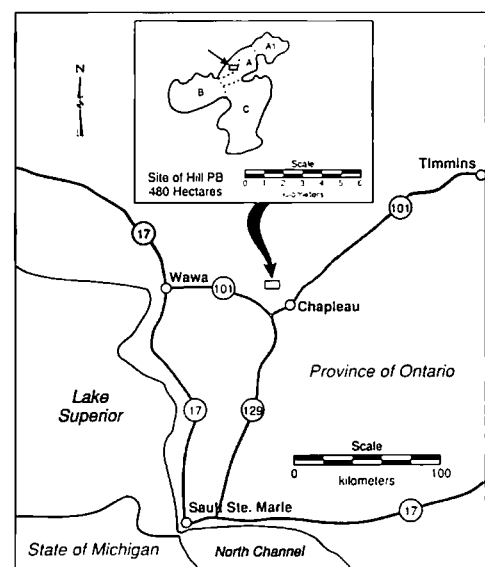 N
A1
A
B
C
Site of Hill PB
480 Hectares
Scale
0 1 2 3 4 5 6
kilometers
Timmins
101
17
Wawa
101
Chapleau
Province of Ontario
Lake
Superior
17
129
Scale
0 100
kilometers
Sault Ste. Marie
17
State of Michigan
North Channel